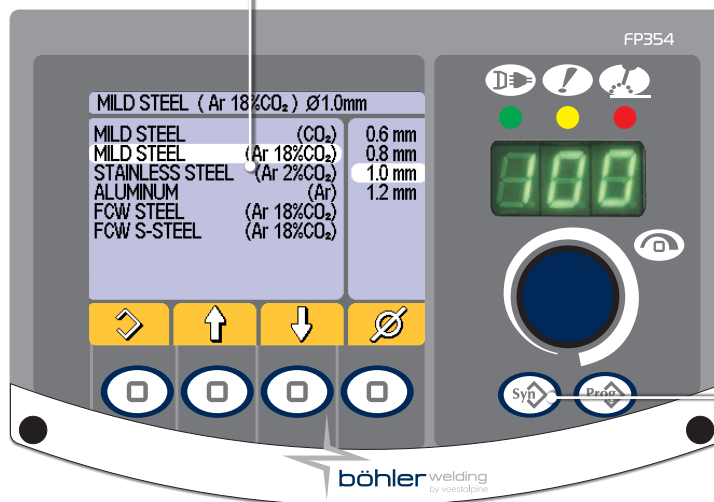 FP354
MILD STEEL ( Ar 18%CO₂ ) Ø1.0mm
MILD STEEL (CO₂) 0.6 mm
MILD STEEL (Ar 18%CO₂) 0.8 mm
STAINLESS STEEL (Ar 2%CO₂) 1.0 mm
ALUMINUM (Ar) 1.2 mm
FCW STEEL (Ar 18%CO₂)
FCW S-STEEL (Ar 18%CO₂)
100
Syn Prog
böhler welding
by voestalpine